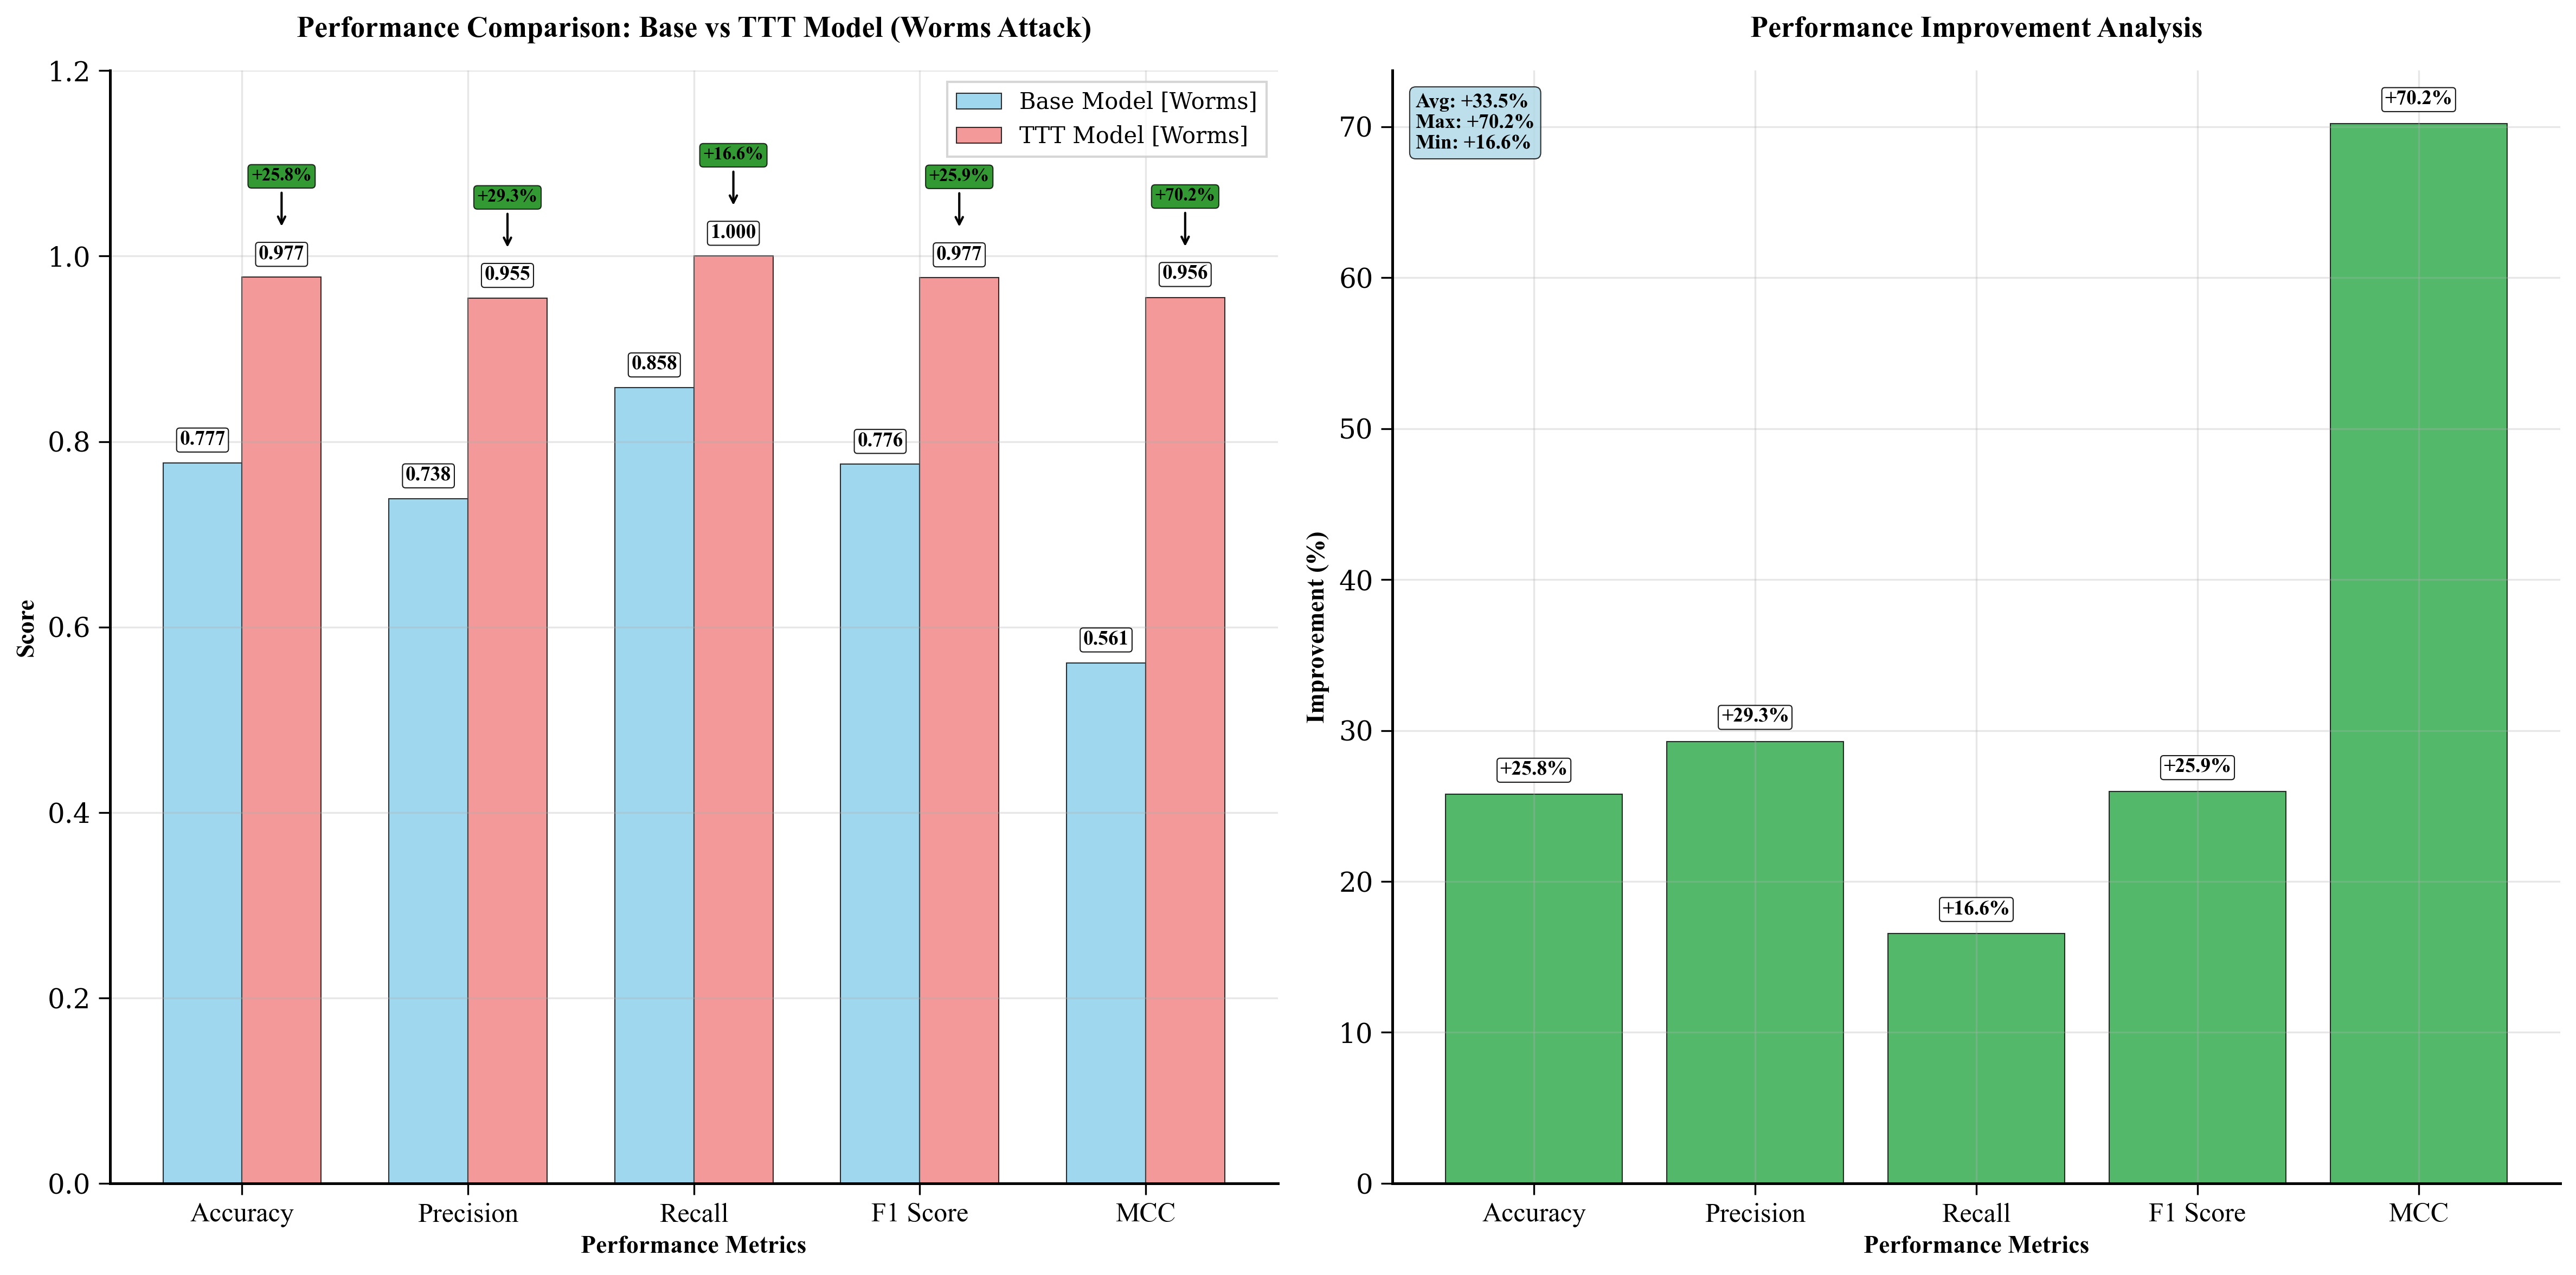 Performance Comparison: Base vs TTT Model (Worms Attack)
Base Model [Worms]
TTT Model [Worms]
+25.8%
+29.3%
+16.6%
+25.9%
+70.2%
0.977
0.955
1.000
0.977
0.956
0.777
0.738
0.858
0.776
0.561
1.2
1.0
0.8
0.6
0.4
0.2
0.0
Score
Accuracy
Precision
Recall
F1 Score
MCC
Performance Metrics
Performance Improvement Analysis
Avg: +33.5%
Max: +70.2%
Min: +16.6%
+25.8%
+29.3%
+16.6%
+25.9%
+70.2%
70
60
50
40
30
20
10
0
Improvement (%)
Accuracy
Precision
Recall
F1 Score
MCC
Performance Metrics